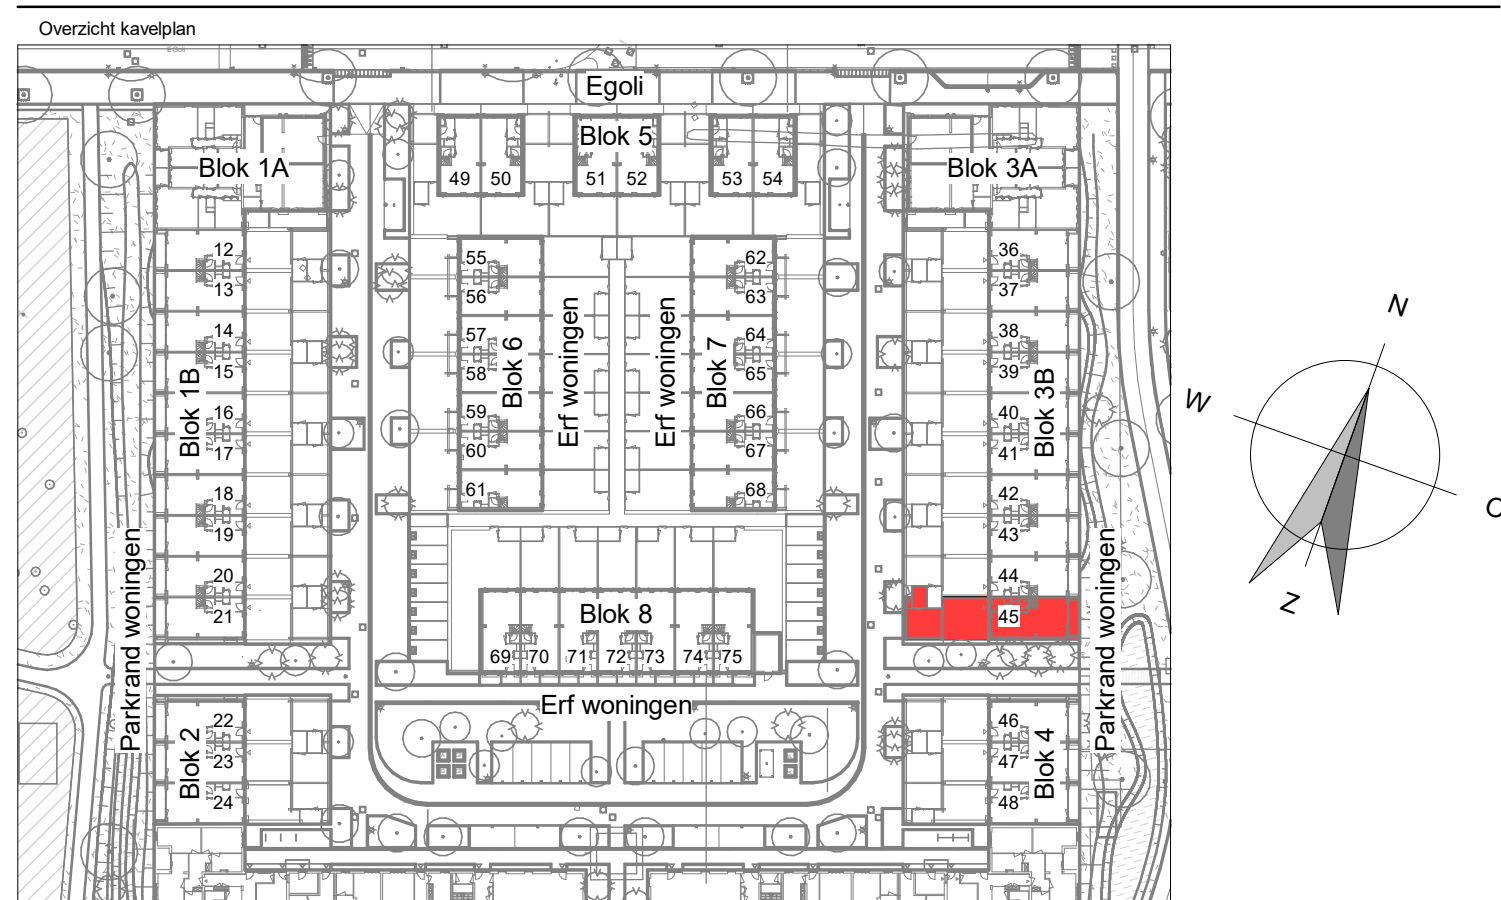 Overzicht kavelplan
EGoli
Egoli
Blok 5
49 50 51 52 53 54
Blok 1A
Blok 3A
12
13
14
15
16
17
18
19
20
21
Blok 1B
Parkrand woningen
55
56
57
58
59
60
61
Blok 6
Erf woningen
Erf woningen
Blok 7
62
63
64
65
66
67
68
36
37
38
39
40
41
42
43
44
45
Blok 3B
Parkrand woningen
Blok 8
69 70 71 72 73 74 75
Erf woningen
Blok 2
22
23
24
46
47
48
Blok 4
N
W
O
Z